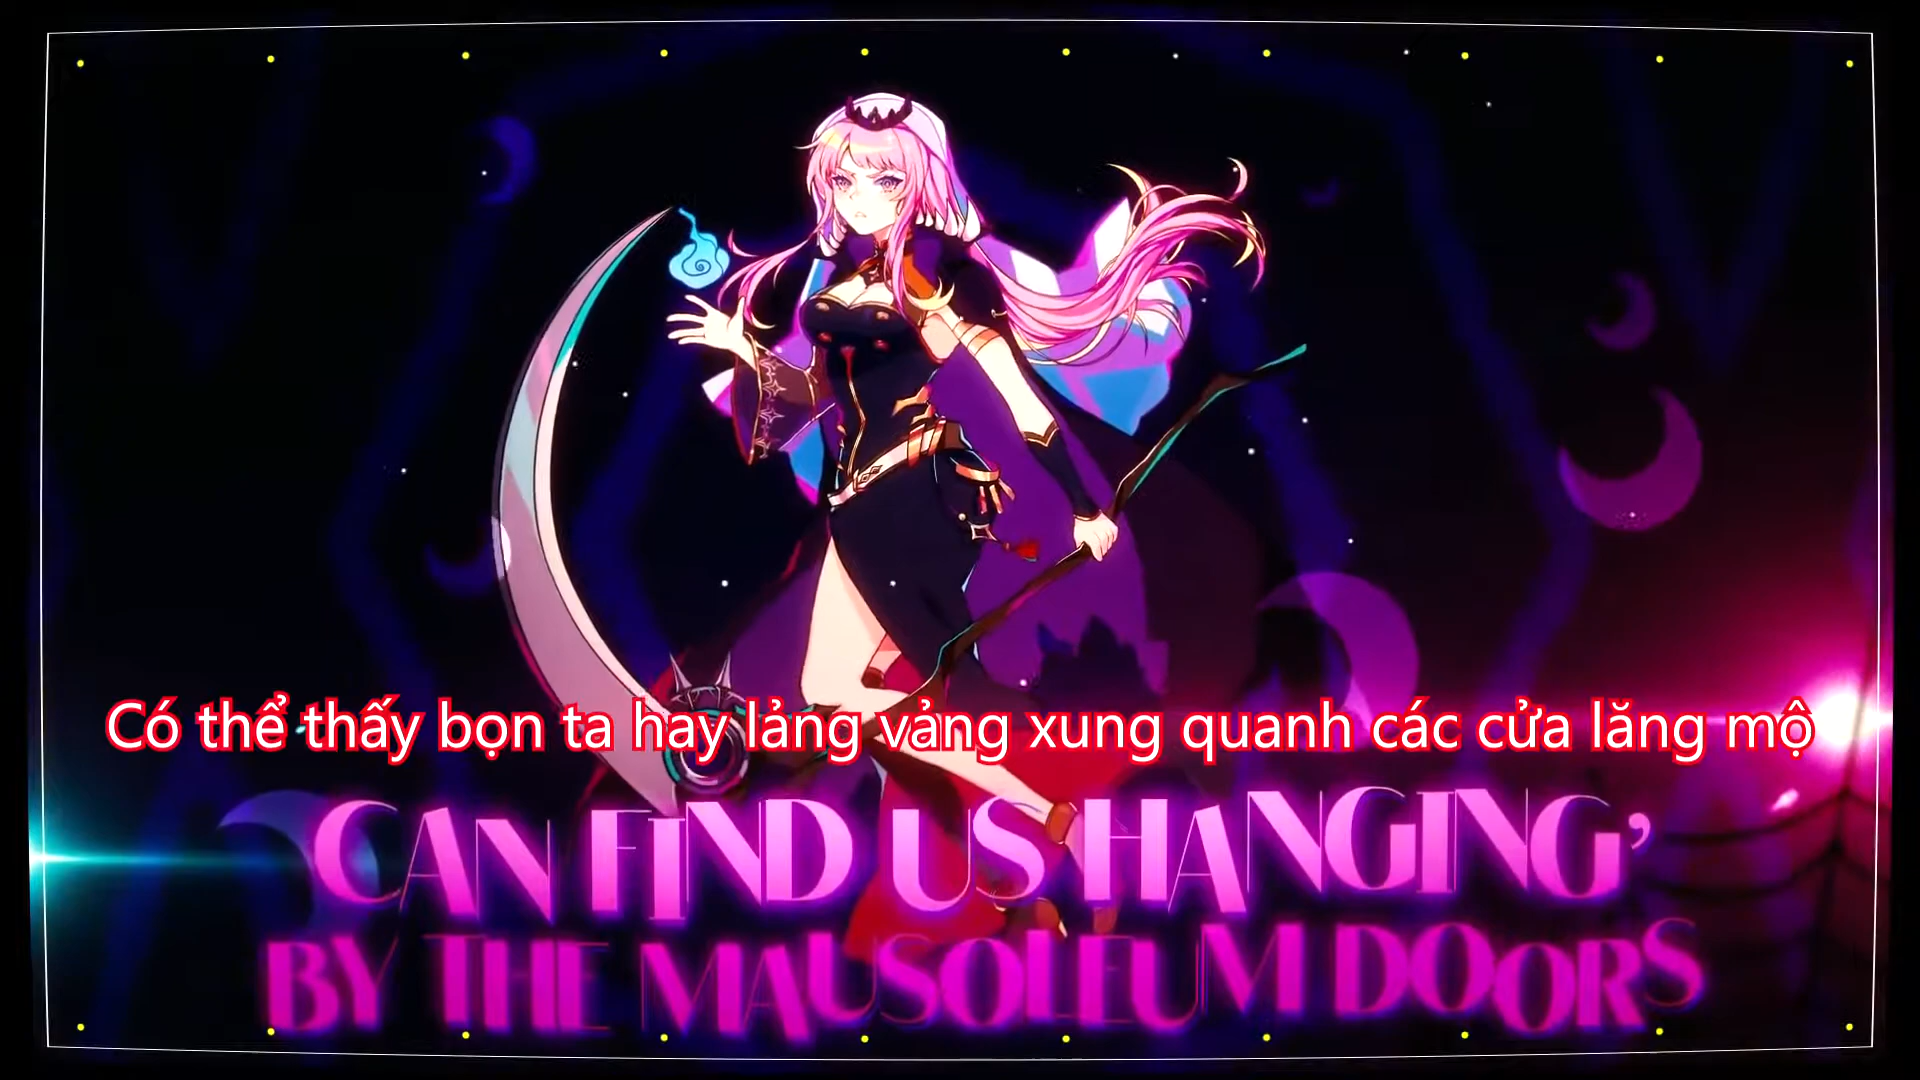 Có thể thấy bọn ta hay lảng vảng xung quanh các cửa lăng mộ
CAN FIND US HANGING'
BY THE MAUSOLEUM DOORS